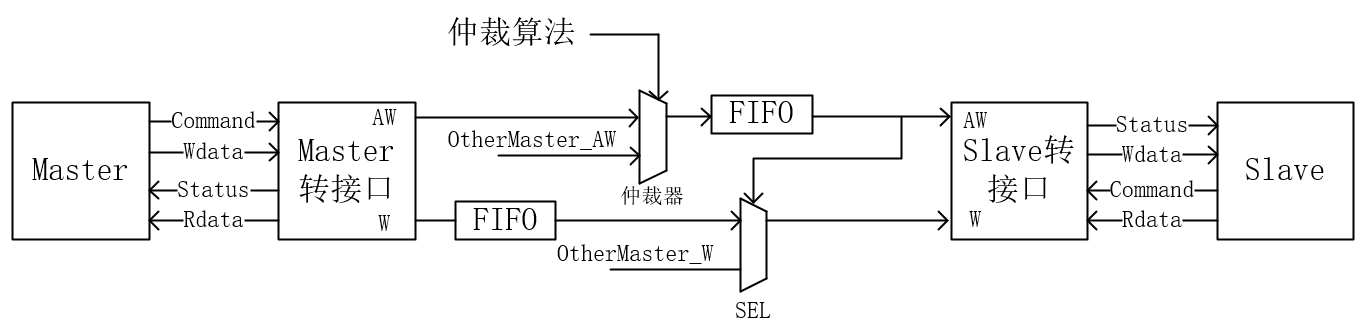 仲裁算法
Master
Command
Wdata
Status
Rdata
AW
Master
转接口
W
OtherMaster_AW
仲裁器
FIFO
FIFO
OtherMaster_W
SEL
AW
Slave转
接口
W
Status
Wdata
Command
Rdata
Slave